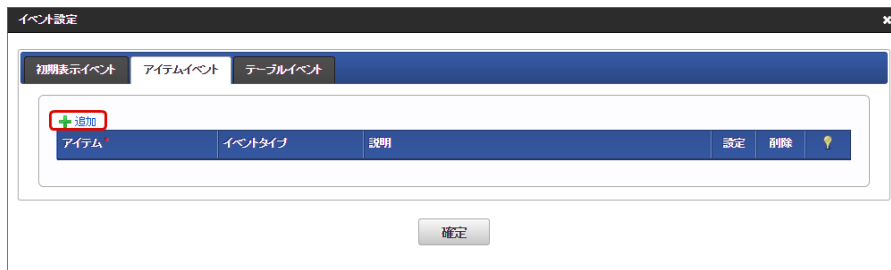 イベント設定
初期表示イベント アイテムイベント テーブルイベント
追加
アイテム* イベントタイプ 説明 設定 削除
確定